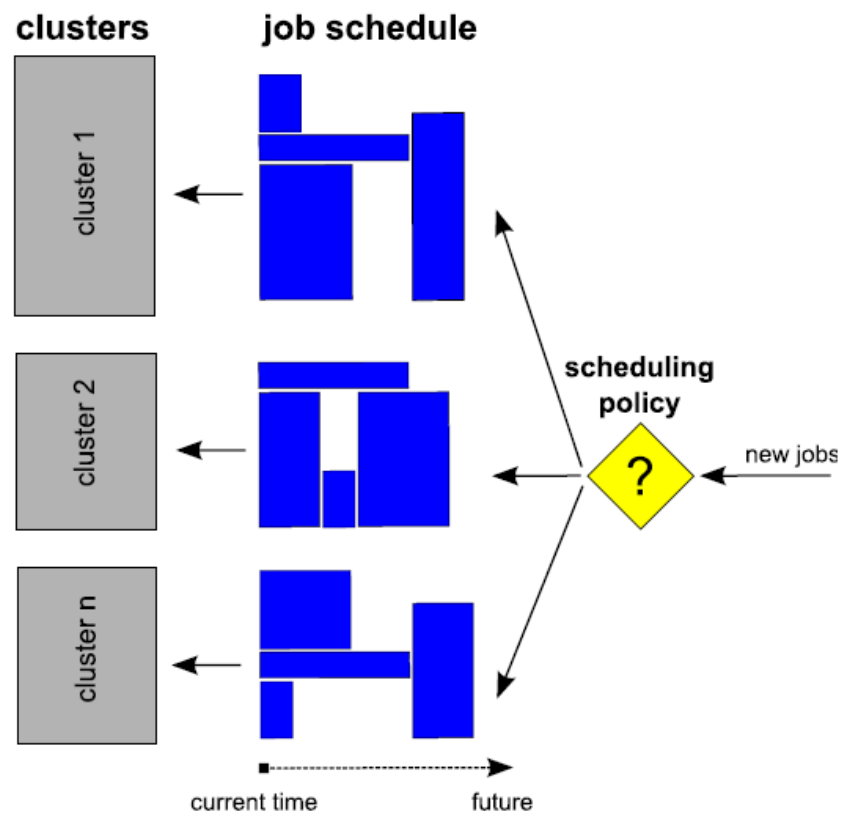 clusters
job schedule
cluster 1
cluster 2
cluster n
scheduling
policy
?
new jobs
current time
future